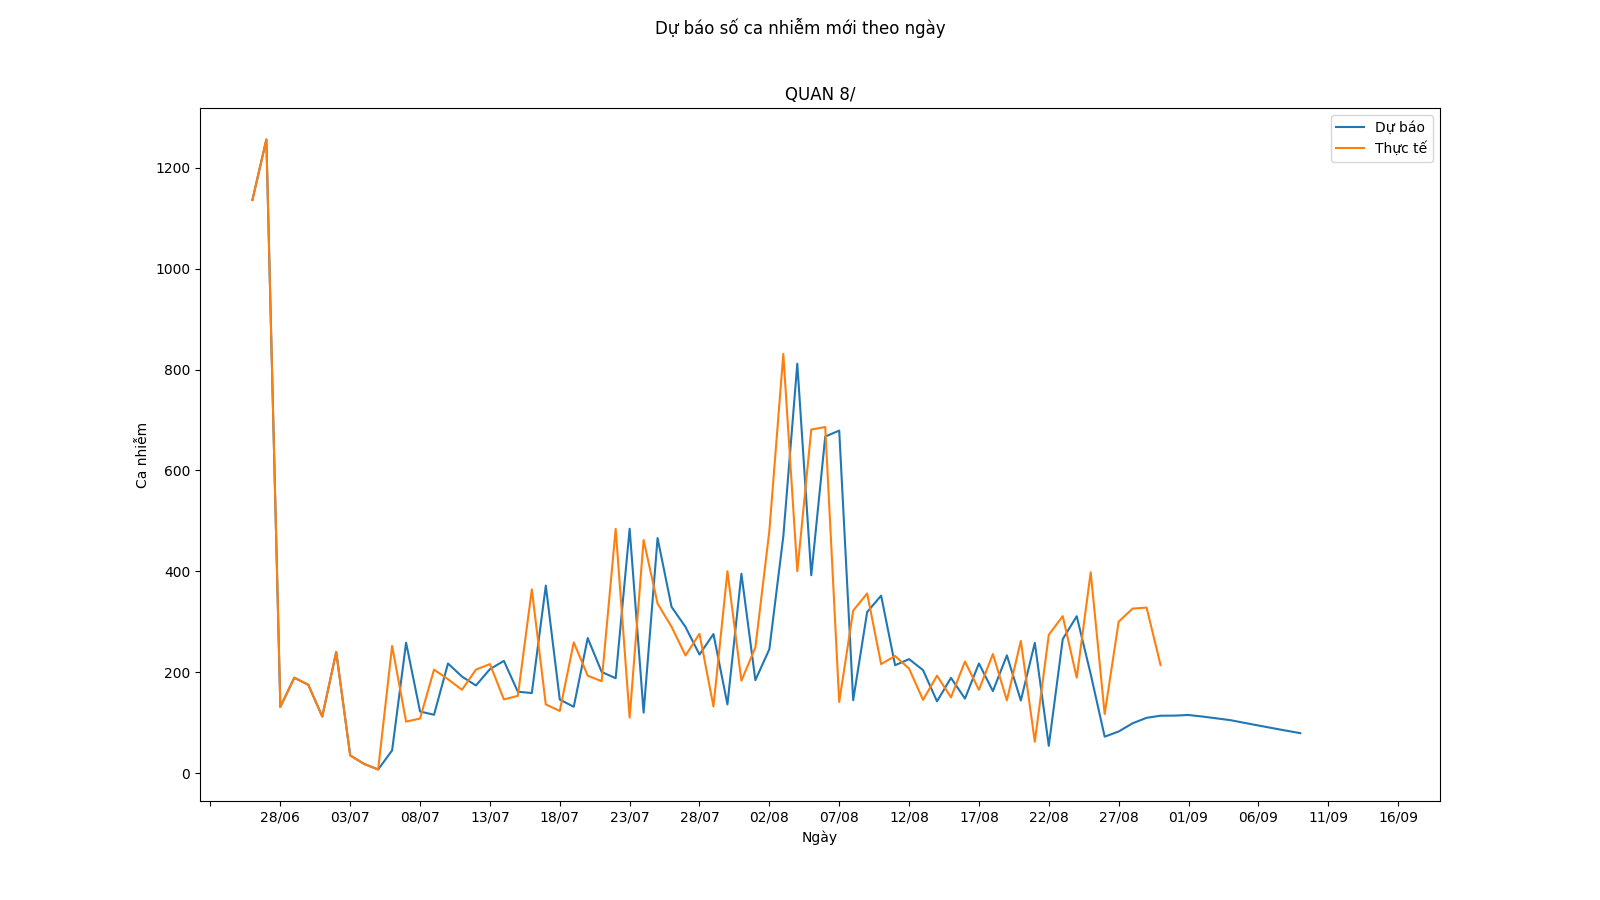 Dự báo số ca nhiễm mới theo ngày
QUAN 8/
Dự báo
Thực tế
1200
1000
800
600
400
200
0
Ca nhiễm
28/06 03/07 08/07 13/07 18/07 23/07 28/07 02/08 07/08 12/08 17/08 22/08 27/08 01/09 06/09 11/09 16/09
Ngày